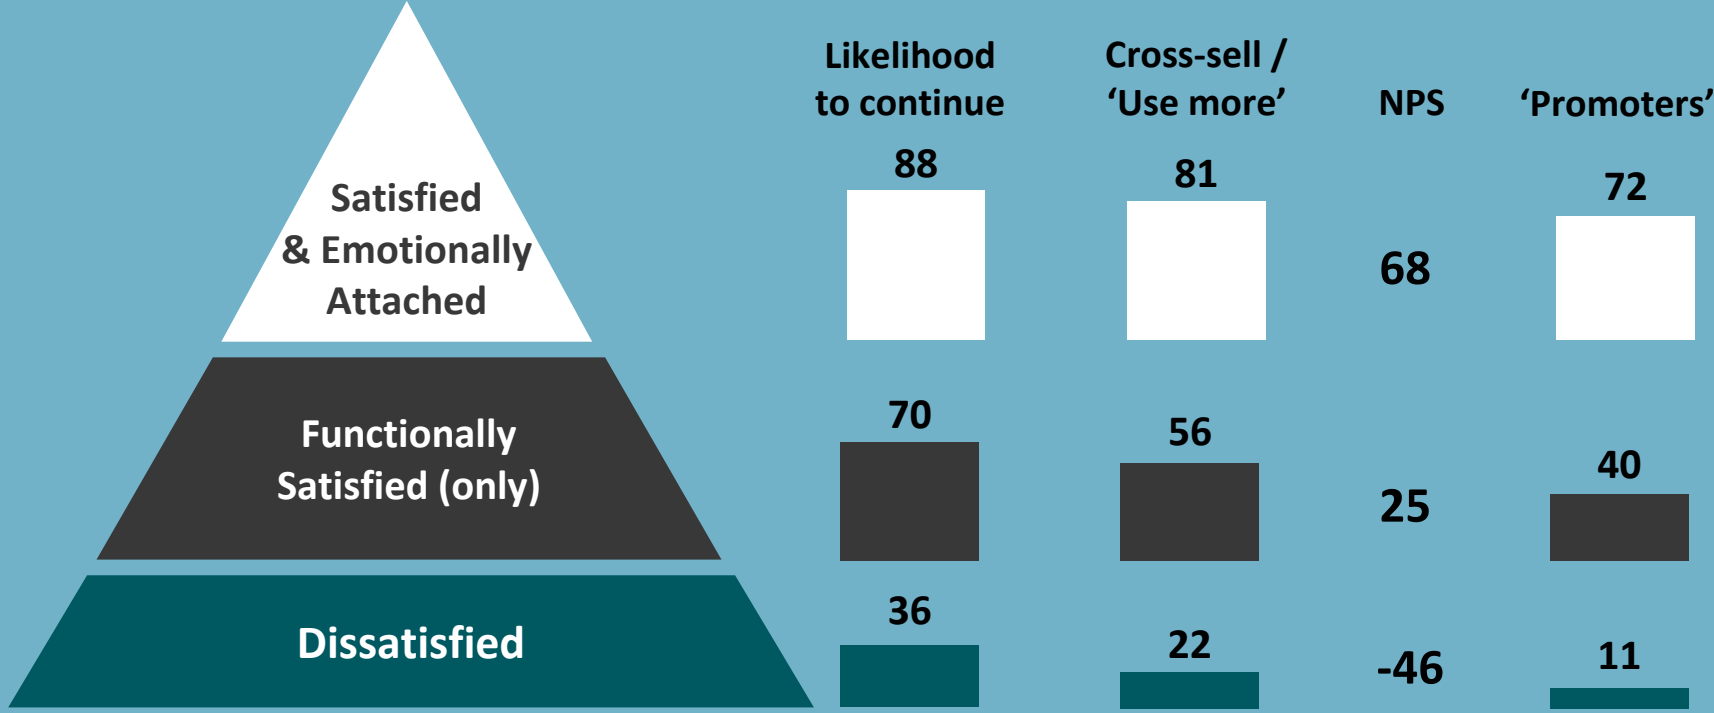 Likelihood
to continue
Cross-sell /
‘Use more’
NPS
‘Promoters’
Satisfied
& Emotionally
Attached
88
81
68
72
Functionally
Satisfied (only)
70
56
25
40
Dissatisfied
36
22
-46
11